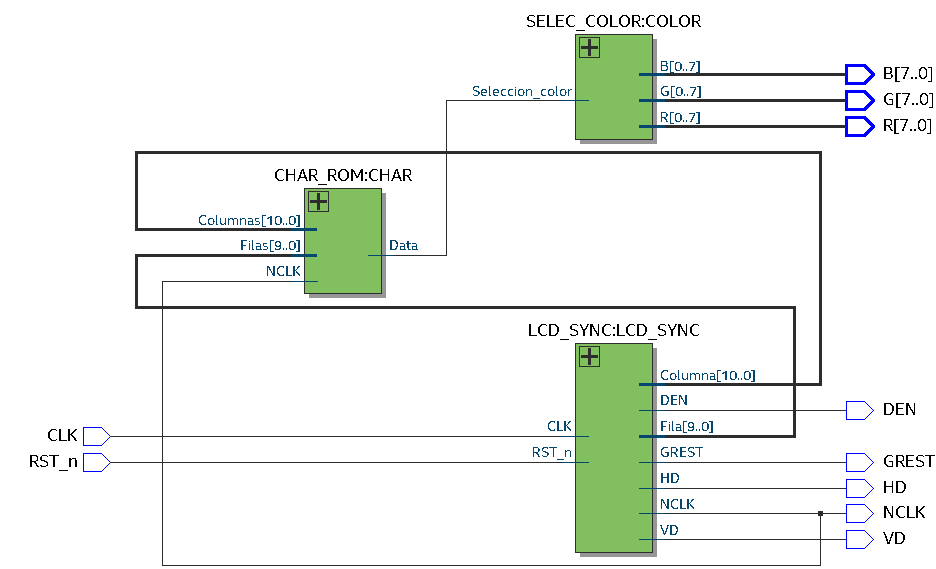 SELEC_COLOR:COLOR
Seleccion_color
B[0..7]
G[0..7]
R[0..7]
B[7..0]
G[7..0]
R[7..0]
CHAR_ROM:CHAR
Columnas[10..0]
Filas[9..0]
NCLK
Data
LCD_SYNC:LCD_SYNC
CLK
RST_n
CLK
RST_n
Columna[10..0]
DEN
Fila[9..0]
GREST
HD
NCLK
VD
DEN
GREST
HD
NCLK
VD